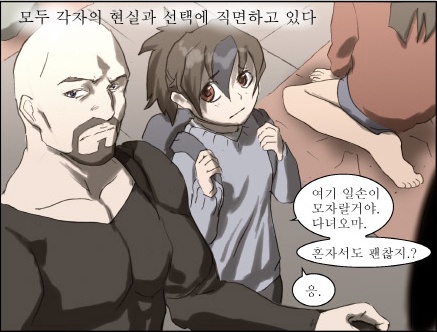 모두 각자의 현실과 선택에 직면하고 있다
여기 일손이
모자랄거야.
다녀오마.
혼자서도 괜찮지.?
응.